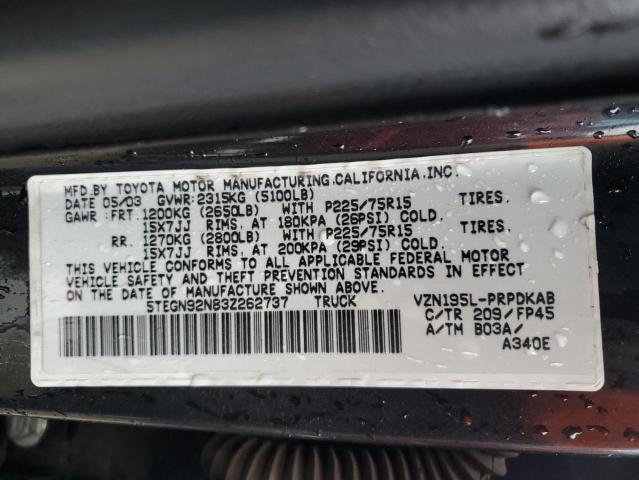 MFD.BY TOYOTA MOTOR MANUFACTURING,CALIFORNIA,INC.
DATE 05/03 GVWR:2315KG (5100LB)
GAWR : FRT. 1200KG (2650LB) WITH P225/75R15 TIRES.
15X7JJ RIMS, AT 180KPA (26PSI) COLD.
RR. 1270KG (2800LB) WITH P225/75R15 TIRES.
15X7JJ RIMS, AT 200KPA (29PSI) COLD.
THIS VEHICLE CONFORMS TO ALL APPLICABLE FEDERAL MOTOR
VEHICLE SAFETY AND THEFT PREVENTION STANDARDS IN EFFECT
ON THE DATE OF MANUFACTURE SHOWN ABOVE.
5TEGN92N83Z262737 TRUCK VZN195L-PRPDKAB
C/TR 209/FP45
A/TM B03A/
A340E